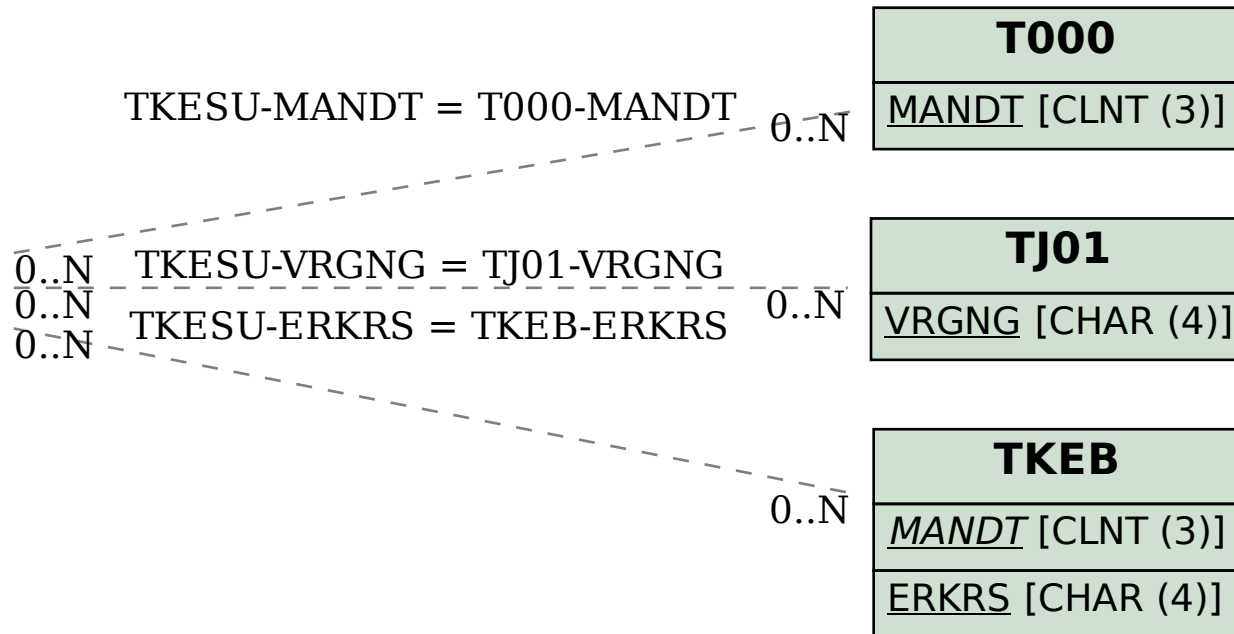 T000
TKESU-MANDT = T000-MANDT
0..N
MANDT [CLNT (3)]
TJ01
0..N
TKESU-VRGNG = TJ01-VRGNG
0..N
0..N
VRGNG [CHAR (4)]
TKESU-ERKRS = TKEB-ERKRS
0..N
TKEB
0..N
MANDT [CLNT (3)]
ERKRS [CHAR (4)]